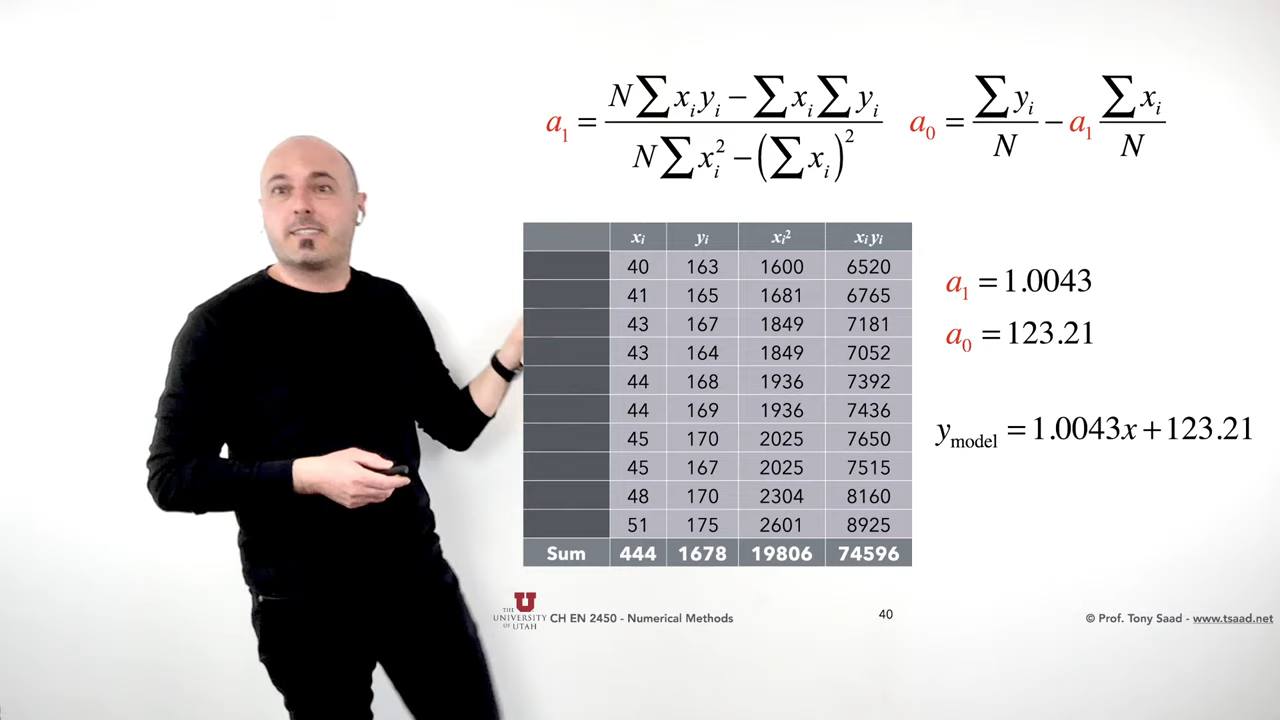 a₁ = (N∑xᵢyᵢ − ∑xᵢ∑yᵢ) / (N∑xᵢ² − (∑xᵢ)²)
a₀ = ∑yᵢ / N − a₁ ∑xᵢ / N
xᵢ yᵢ xᵢ² xᵢyᵢ
40 163 1600 6520
41 165 1681 6765
43 167 1849 7181
43 164 1849 7052
44 168 1936 7392
44 169 1936 7436
45 170 2025 7650
45 167 2025 7515
48 170 2304 8160
51 175 2601 8925
Sum 444 1678 19806 74596
a₁ = 1.0043
a₀ = 123.21
y_model = 1.0043x + 123.21
U
THE
UNIVERSITY
OF UTAH
CH EN 2450 - Numerical Methods
40
© Prof. Tony Saad - www.tsaad.net